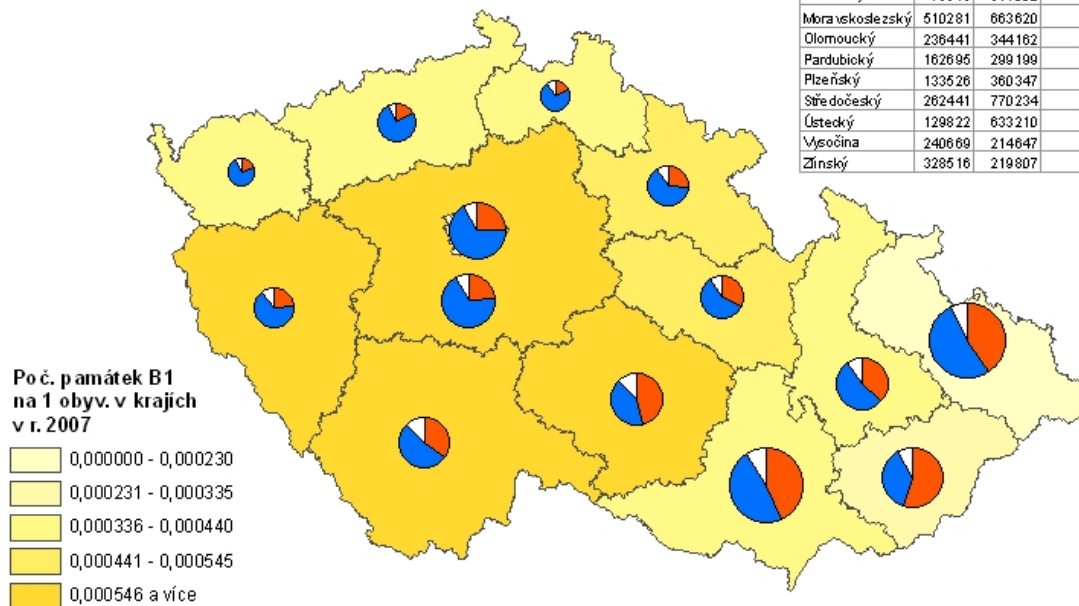 Moravskoslezský 510281 663620
Olomoucký 236441 344162
Pardubický 162695 299199
Plzeňský 133526 360347
Středočeský 262441 770234
Ústecký 129822 633210
Vysočina 240669 214647
Zlínský 328516 219807
Poč. památek B1
na 1 obyv. v krajích
v r. 2007
0,000000 - 0,000230
0,000231 - 0,000335
0,000336 - 0,000440
0,000441 - 0,000545
0,000546 a více